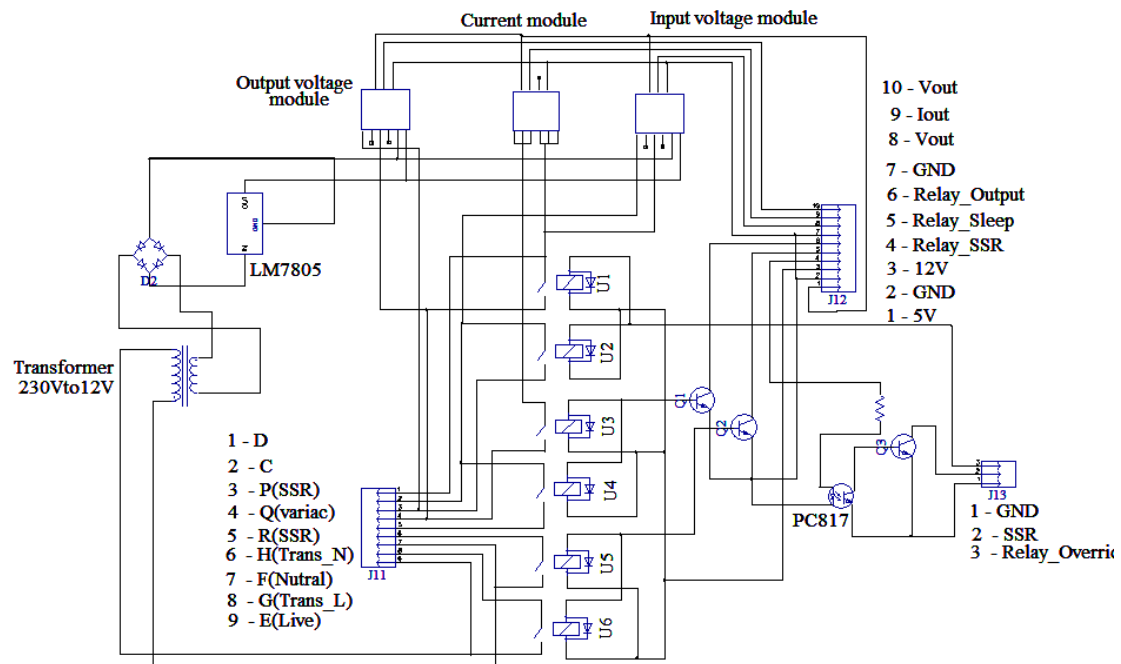 Current module
Input voltage module
Output voltage
module
10 - Vout
9 - Iout
8 - Vout
7 - GND
6 - Relay_Output
5 - Relay_Sleep
4 - Relay_SSR
3 - 12V
2 - GND
1 - 5V
OUT
GND
IN
LM7805
D2
J12
U1
U2
U3
U4
U5
U6
Transformer
230Vto12V
Q1
Q2
Q3
PC817
J13
1 - GND
2 - SSR
3 - Relay_Overri
1 - D
2 - C
3 - P(SSR)
4 - Q(variac)
5 - R(SSR)
6 - H(Trans_N)
7 - F(Nutral)
8 - G(Trans_L)
9 - E(Live)
J11